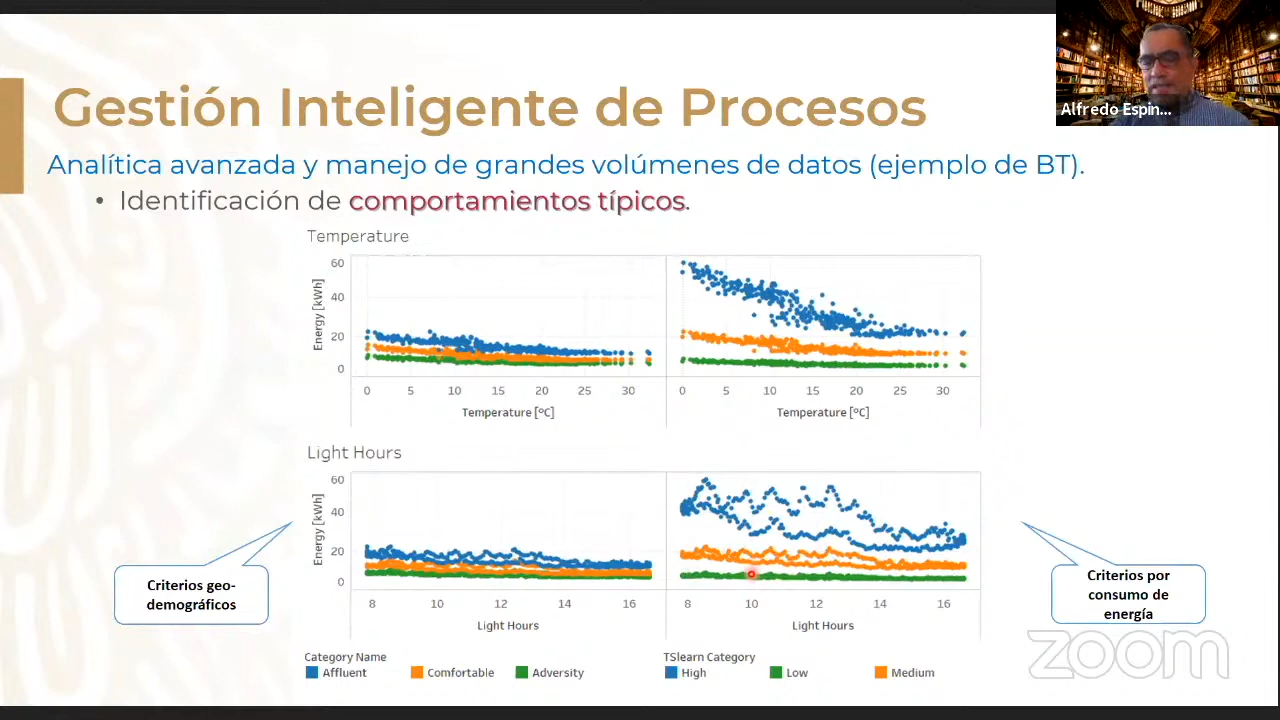 Alfredo Espin...
Gestión Inteligente de Procesos
Analítica avanzada y manejo de grandes volúmenes de datos (ejemplo de BT).
• Identificación de comportamientos típicos.
Temperature
Energy [kWh]
60
40
20
0
0 5 10 15 20 25 30
0 5 10 15 20 25 30
Temperature [ºC]
Temperature [ºC]
Light Hours
Energy [kWh]
60
40
20
0
8 10 12 14 16
8 10 12 14 16
Light Hours
Light Hours
Criterios geo-
demográficos
Criterios por
consumo de
energía
Category Name
Affluent
Comfortable
Adversity
TSlearn Category
High
Low
Medium
zoom